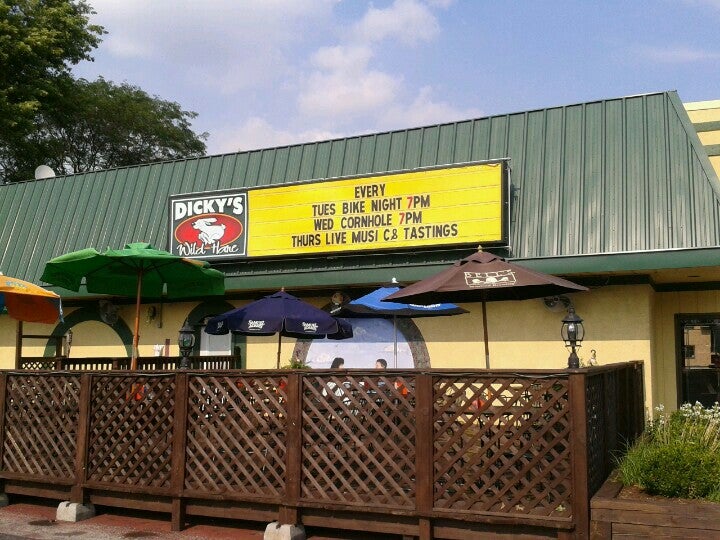 DICKY'S
Wild Hare
EVERY
TUES BIKE NIGHT 7PM
WED CORNHOLE 7PM
THURS LIVE MUSI C& TASTINGS